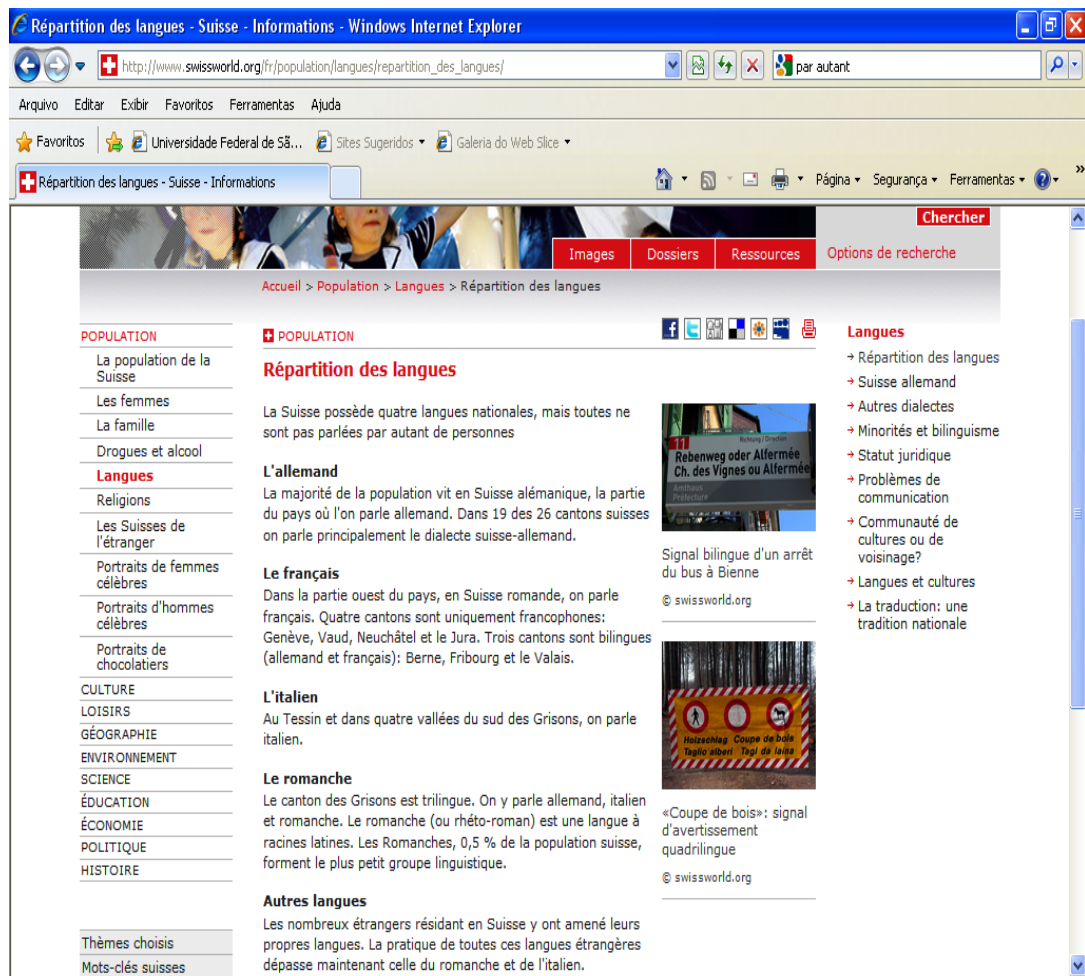 Répartition des langues - Suisse - Informations - Windows Internet Explorer
http://www.swissworld.org/fr/population/langues/repartition_des_langues/
par autant
Arquivo Editar Exibir Favoritos Ferramentas Ajuda
Favoritos Universidade Federal de Sã... Sites Sugeridos Galeria do Web Slice
Répartition des langues - Suisse - Informations
Página Segurança Ferramentas »
Chercher
Images Dossiers Ressources Options de recherche
Accueil > Population > Langues > Répartition des langues
POPULATION
La population de la
Suisse
Les femmes
La famille
Drogues et alcool
Langues
Religions
Les Suisses de
l'étranger
Portraits de femmes
célèbres
Portraits d'hommes
célèbres
Portraits de
chocolatiers
CULTURE
LOISIRS
GÉOGRAPHIE
ENVIRONNEMENT
SCIENCE
ÉDUCATION
ÉCONOMIE
POLITIQUE
HISTOIRE
Thèmes choisis
Mots-clés suisses
POPULATION
Répartition des langues
La Suisse possède quatre langues nationales, mais toutes ne
sont pas parlées par autant de personnes
L'allemand
La majorité de la population vit en Suisse alémanique, la partie
du pays où l'on parle allemand. Dans 19 des 26 cantons suisses
on parle principalement le dialecte suisse-allemand.
Le français
Dans la partie ouest du pays, en Suisse romande, on parle
français. Quatre cantons sont uniquement francophones:
Genève, Vaud, Neuchâtel et le Jura. Trois cantons sont bilingues
(allemand et français): Berne, Fribourg et le Valais.
L'italien
Au Tessin et dans quatre vallées du sud des Grisons, on parle
italien.
Le romanche
Le canton des Grisons est trilingue. On y parle allemand, italien
et romanche. Le romanche (ou rhéto-roman) est une langue à
racines latines. Les Romanches, 0,5 % de la population suisse,
forment le plus petit groupe linguistique.
Autres langues
Les nombreux étrangers résidant en Suisse y ont amené leurs
propres langues. La pratique de toutes ces langues étrangères
dépasse maintenant celle du romanche et de l'italien.
11
Richtung / Direction
Rebenweg oder Alfermée
Ch. des Vignes ou Alfermée
Amthaus
Préfecture
Signal bilingue d'un arrêt
du bus à Bienne
© swissworld.org
Holzschlag Coupe de bois
Taglio alberi Tagl da laina
«Coupe de bois»: signal
d'avertissement
quadrilingue
© swissworld.org
Langues
Répartition des langues
Suisse allemand
Autres dialectes
Minorités et bilinguisme
Statut juridique
Problèmes de
communication
Communauté de
cultures ou de
voisinage?
Langues et cultures
La traduction: une
tradition nationale